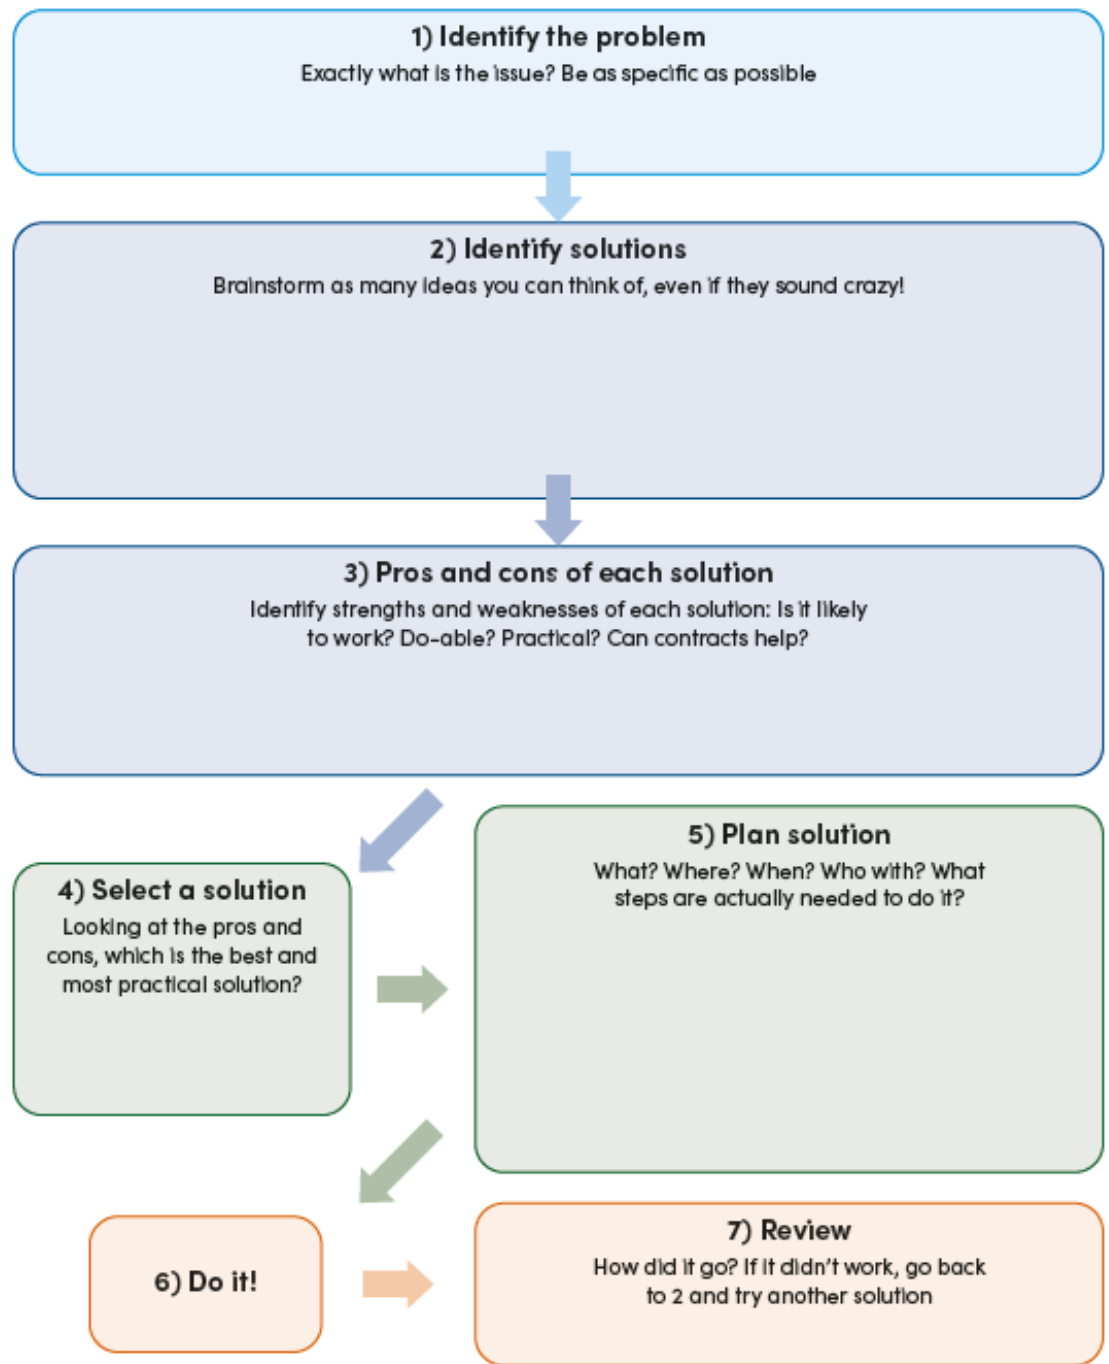 1) Identify the problem
Exactly what is the issue? Be as specific as possible
2) Identify solutions
Brainstorm as many ideas you can think of, even if they sound crazy!
3) Pros and cons of each solution
Identify strengths and weaknesses of each solution: Is it likely
to work? Do-able? Practical? Can contracts help?
4) Select a solution
Looking at the pros and
cons, which is the best and
most practical solution?
5) Plan solution
What? Where? When? Who with? What
steps are actually needed to do it?
6) Do it!
7) Review
How did it go? If it didn't work, go back
to 2 and try another solution